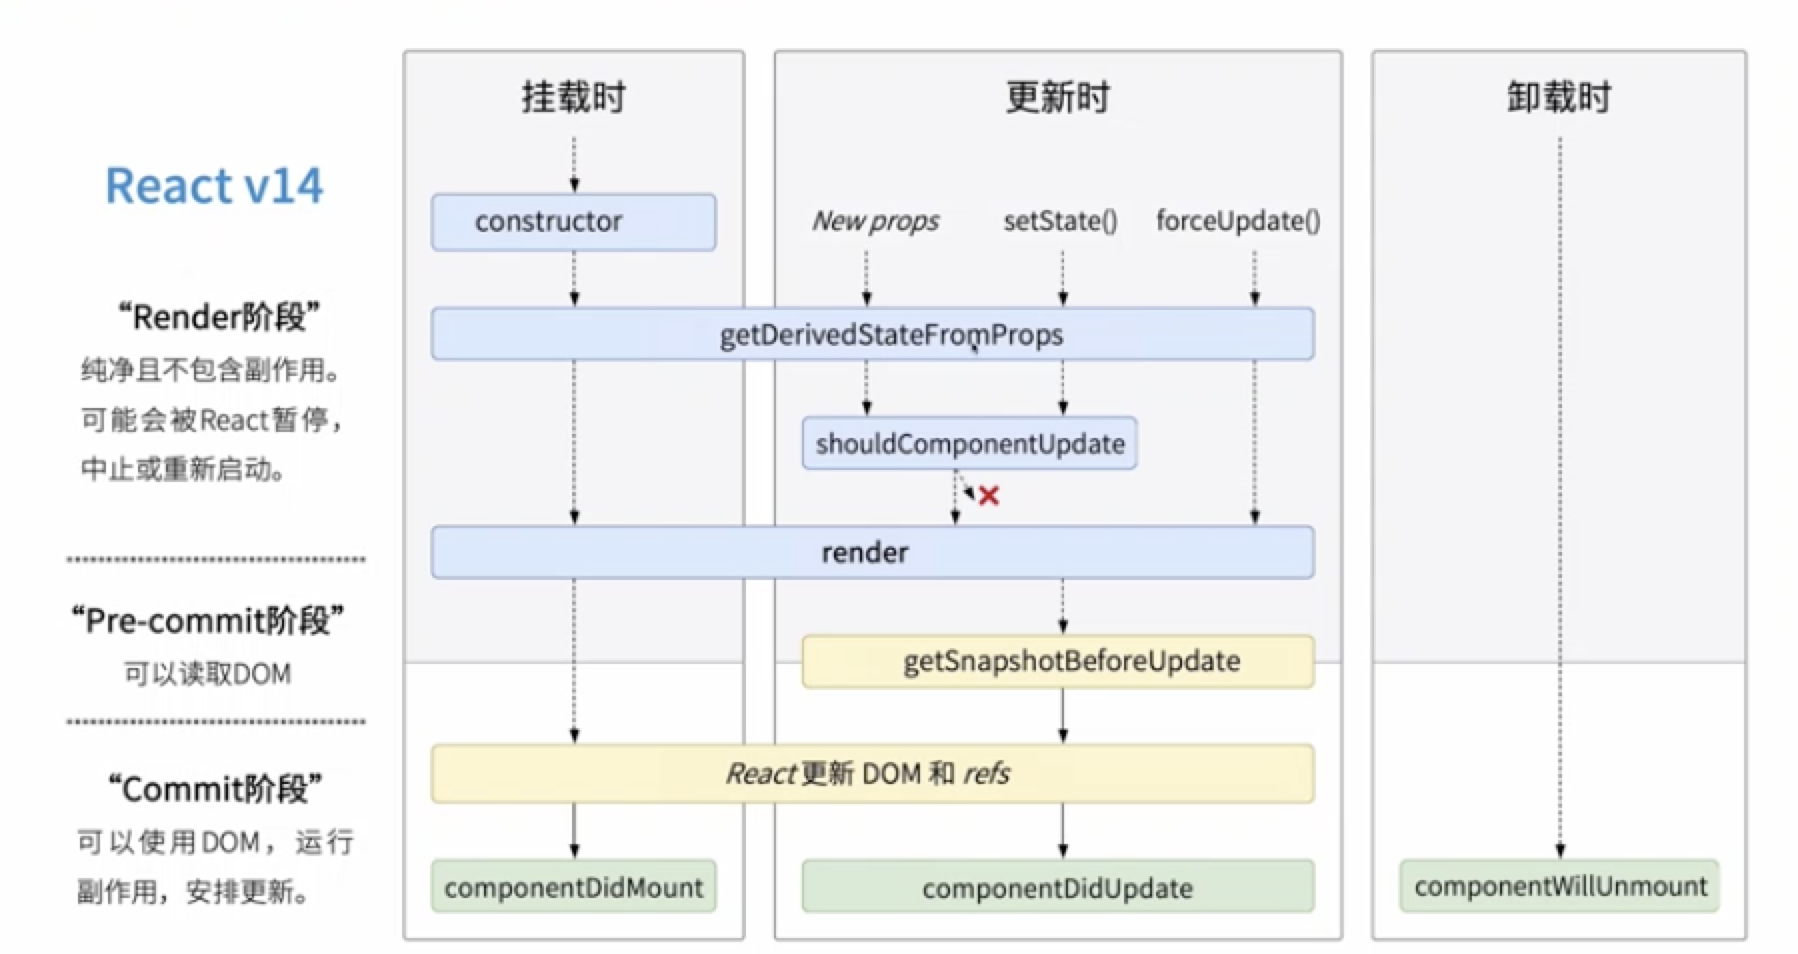 挂载时
更新时
卸载时
React v14
constructor
New props
setState()
forceUpdate()
“Render阶段”
纯净且不包含副作用。
可能会被React暂停，
中止或重新启动。
getDerivedStateFromProps
shouldComponentUpdate
render
“Pre-commit阶段”
可以读取DOM
getSnapshotBeforeUpdate
React更新 DOM 和 refs
“Commit阶段”
可以使用DOM，运行
副作用，安排更新。
componentDidMount
componentDidUpdate
componentWillUnmount